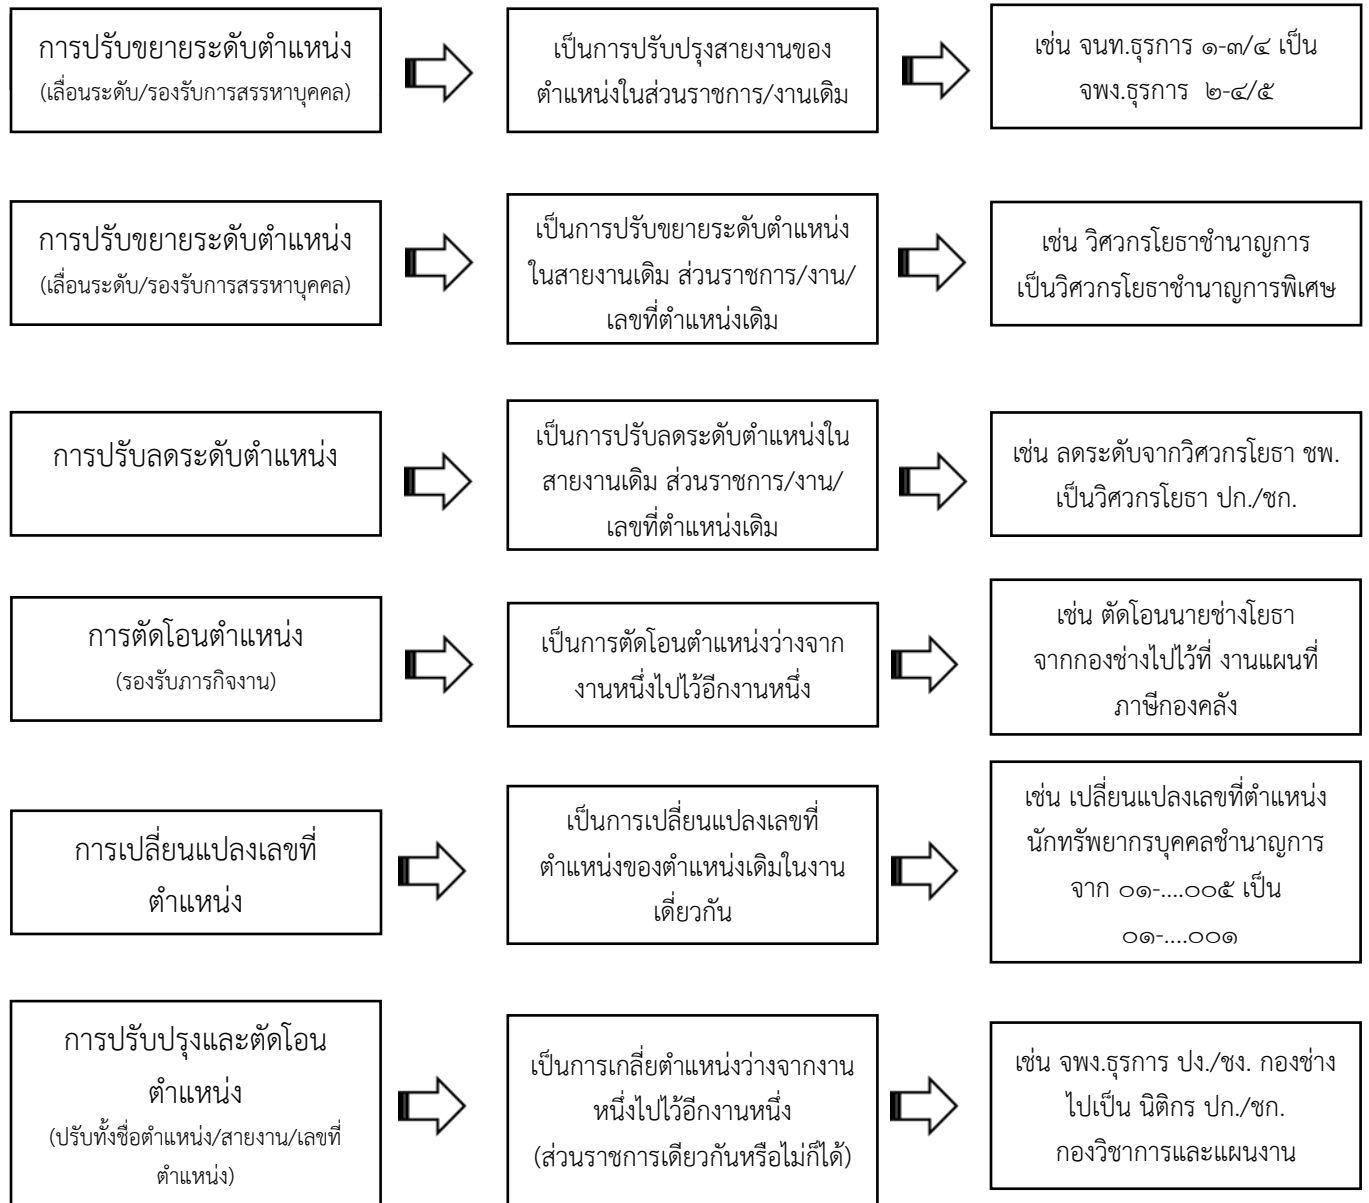 การปรับขยายระดับตำแหน่ง
(เลื่อนระดับ/รองรับการสรรหาบุคคล)
เป็นการปรับปรุงสายงานของ
ตำแหน่งในส่วนราชการ/งานเดิม
เช่น จนท.ธุรการ ๑-๓/๔ เป็น
จพง.ธุรการ ๒-๔/๕
การปรับขยายระดับตำแหน่ง
(เลื่อนระดับ/รองรับการสรรหาบุคคล)
เป็นการปรับขยายระดับตำแหน่ง
ในสายงานเดิม ส่วนราชการ/งาน/
เลขที่ตำแหน่งเดิม
เช่น วิศวกรโยธาชำนาญการ
เป็นวิศวกรโยธาชำนาญการพิเศษ
การปรับลดระดับตำแหน่ง
เป็นการปรับลดระดับตำแหน่งใน
สายงานเดิม ส่วนราชการ/งาน/
เลขที่ตำแหน่งเดิม
เช่น ลดระดับจากวิศวกรโยธา ชพ.
เป็นวิศวกรโยธา ปก./ชก.
การตัดโอนตำแหน่ง
(รองรับภารกิจงาน)
เป็นการตัดโอนตำแหน่งว่างจาก
งานหนึ่งไปไว้อีกงานหนึ่ง
เช่น ตัดโอนนายช่างโยธา
จากกองช่างไปไว้ที่ งานแผนที่
ภาษีกองคลัง
การเปลี่ยนแปลงเลขที่
ตำแหน่ง
เป็นการเปลี่ยนแปลงเลขที่
ตำแหน่งของตำแหน่งเดิมในงาน
เดี่ยวกัน
เช่น เปลี่ยนแปลงเลขที่ตำแหน่ง
นักทรัพยากรบุคคลชำนาญการ
จาก ๐๑-....๐๐๕ เป็น
๐๑-....๐๐๑
การปรับปรุงและตัดโอน
ตำแหน่ง
(ปรับทั้งชื่อตำแหน่ง/สายงาน/เลขที่
ตำแหน่ง)
เป็นการเกลี่ยตำแหน่งว่างจากงาน
หนึ่งไปไว้อีกงานหนึ่ง
(ส่วนราชการเดียวกันหรือไม่ก็ได้)
เช่น จพง.ธุรการ ปง./ชง. กองช่าง
ไปเป็น นิติกร ปก./ชก.
กองวิชาการและแผนงาน